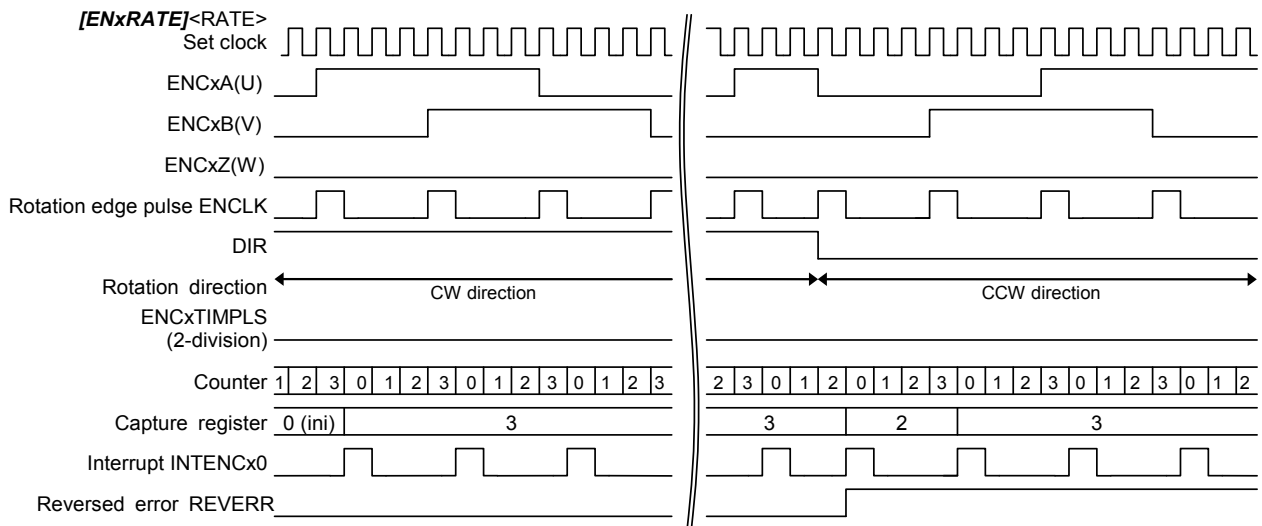 [ENxRATE]<RATE>
Set clock
ENCxA(U)
ENCxB(V)
ENCxZ(W)
Rotation edge pulse ENCLK
DIR
Rotation direction CW direction CCW direction
ENCxTIMPLS
(2-division)
Counter 1 2 3 0 1 2 3 0 1 2 3 0 1 2 3 2 3 0 1 2 0 1 2 3 0 1 2 3 0 1 2 3 0 1 2
Capture register 0 (ini) 3 3 2 3
Interrupt INTENCx0
Reversed error REVERR